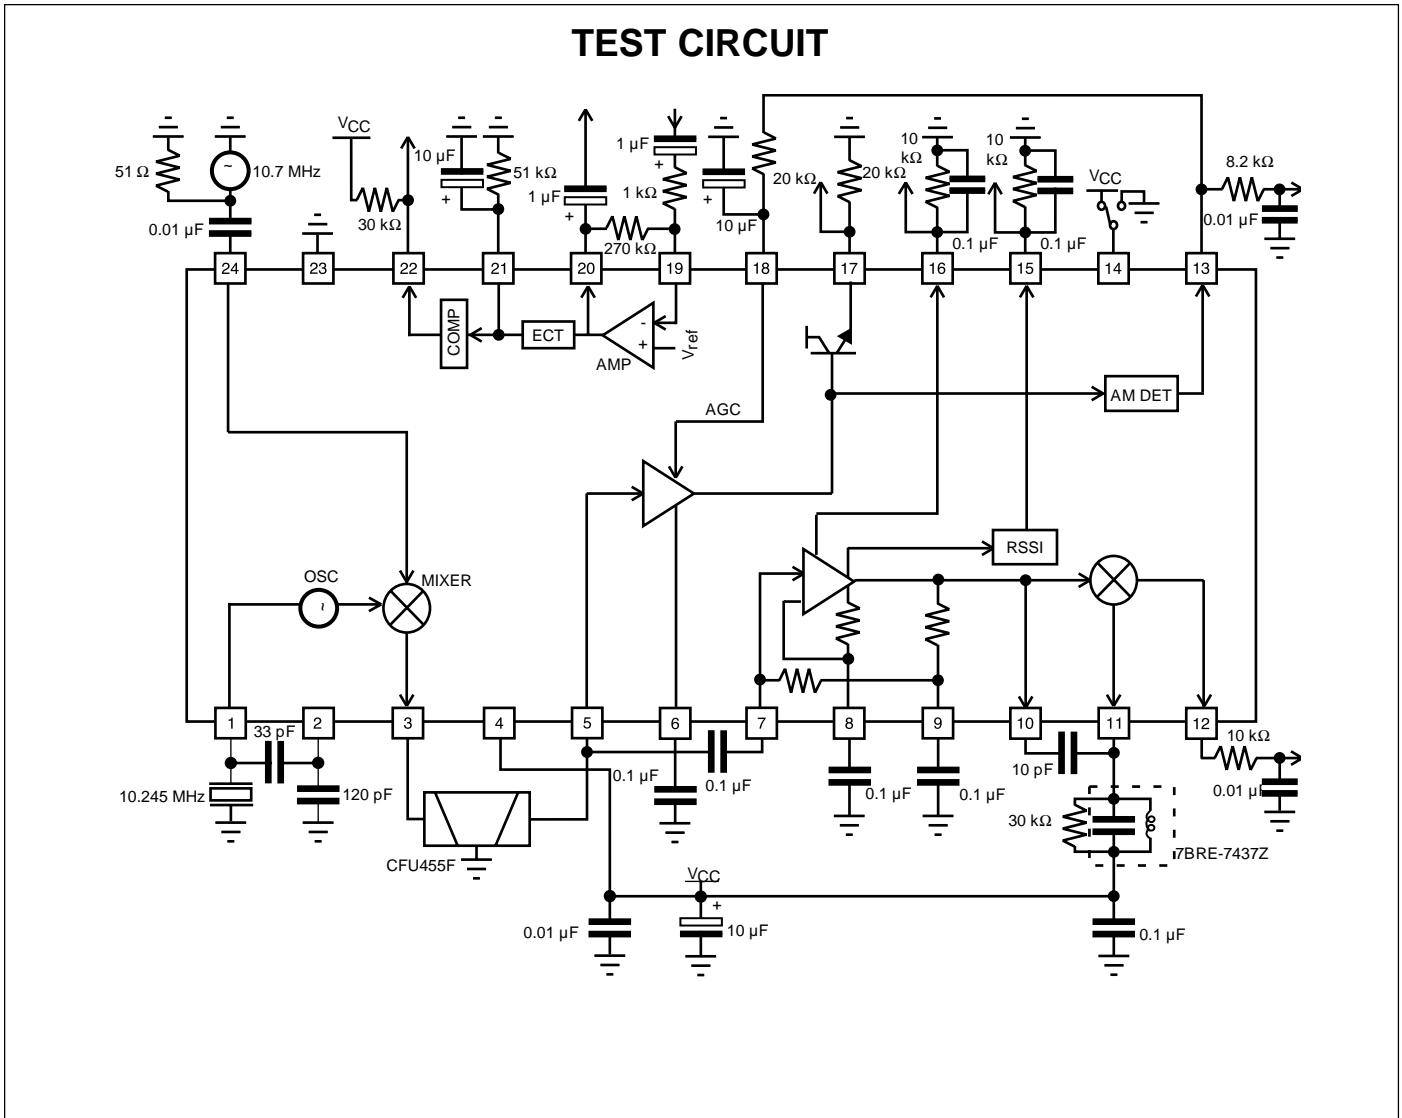 TEST CIRCUIT
51 Ω
~
10.7 MHz
0.01 µF
VCC
30 kΩ
10 µF
+
51 kΩ
1 µF
+
270 kΩ
1 µF
+
1 kΩ
10 µF
+
20 kΩ
20 kΩ
10
kΩ
0.1 µF
10
kΩ
0.1 µF
VCC
8.2 kΩ
0.01 µF
24
23
22
21
20
19
18
17
16
15
14
13
COMP
ECT
AMP
-
+
Vref
AGC
AM DET
RSSI
OSC
~
MIXER
1
2
3
4
5
6
7
8
9
10
11
12
33 pF
10.245 MHz
120 pF
CFU455F
0.1 µF
0.1 µF
0.1 µF
0.1 µF
10 pF
10 kΩ
0.01 µF
30 kΩ
7BRE-7437Z
VCC
0.01 µF
+
10 µF
0.1 µF